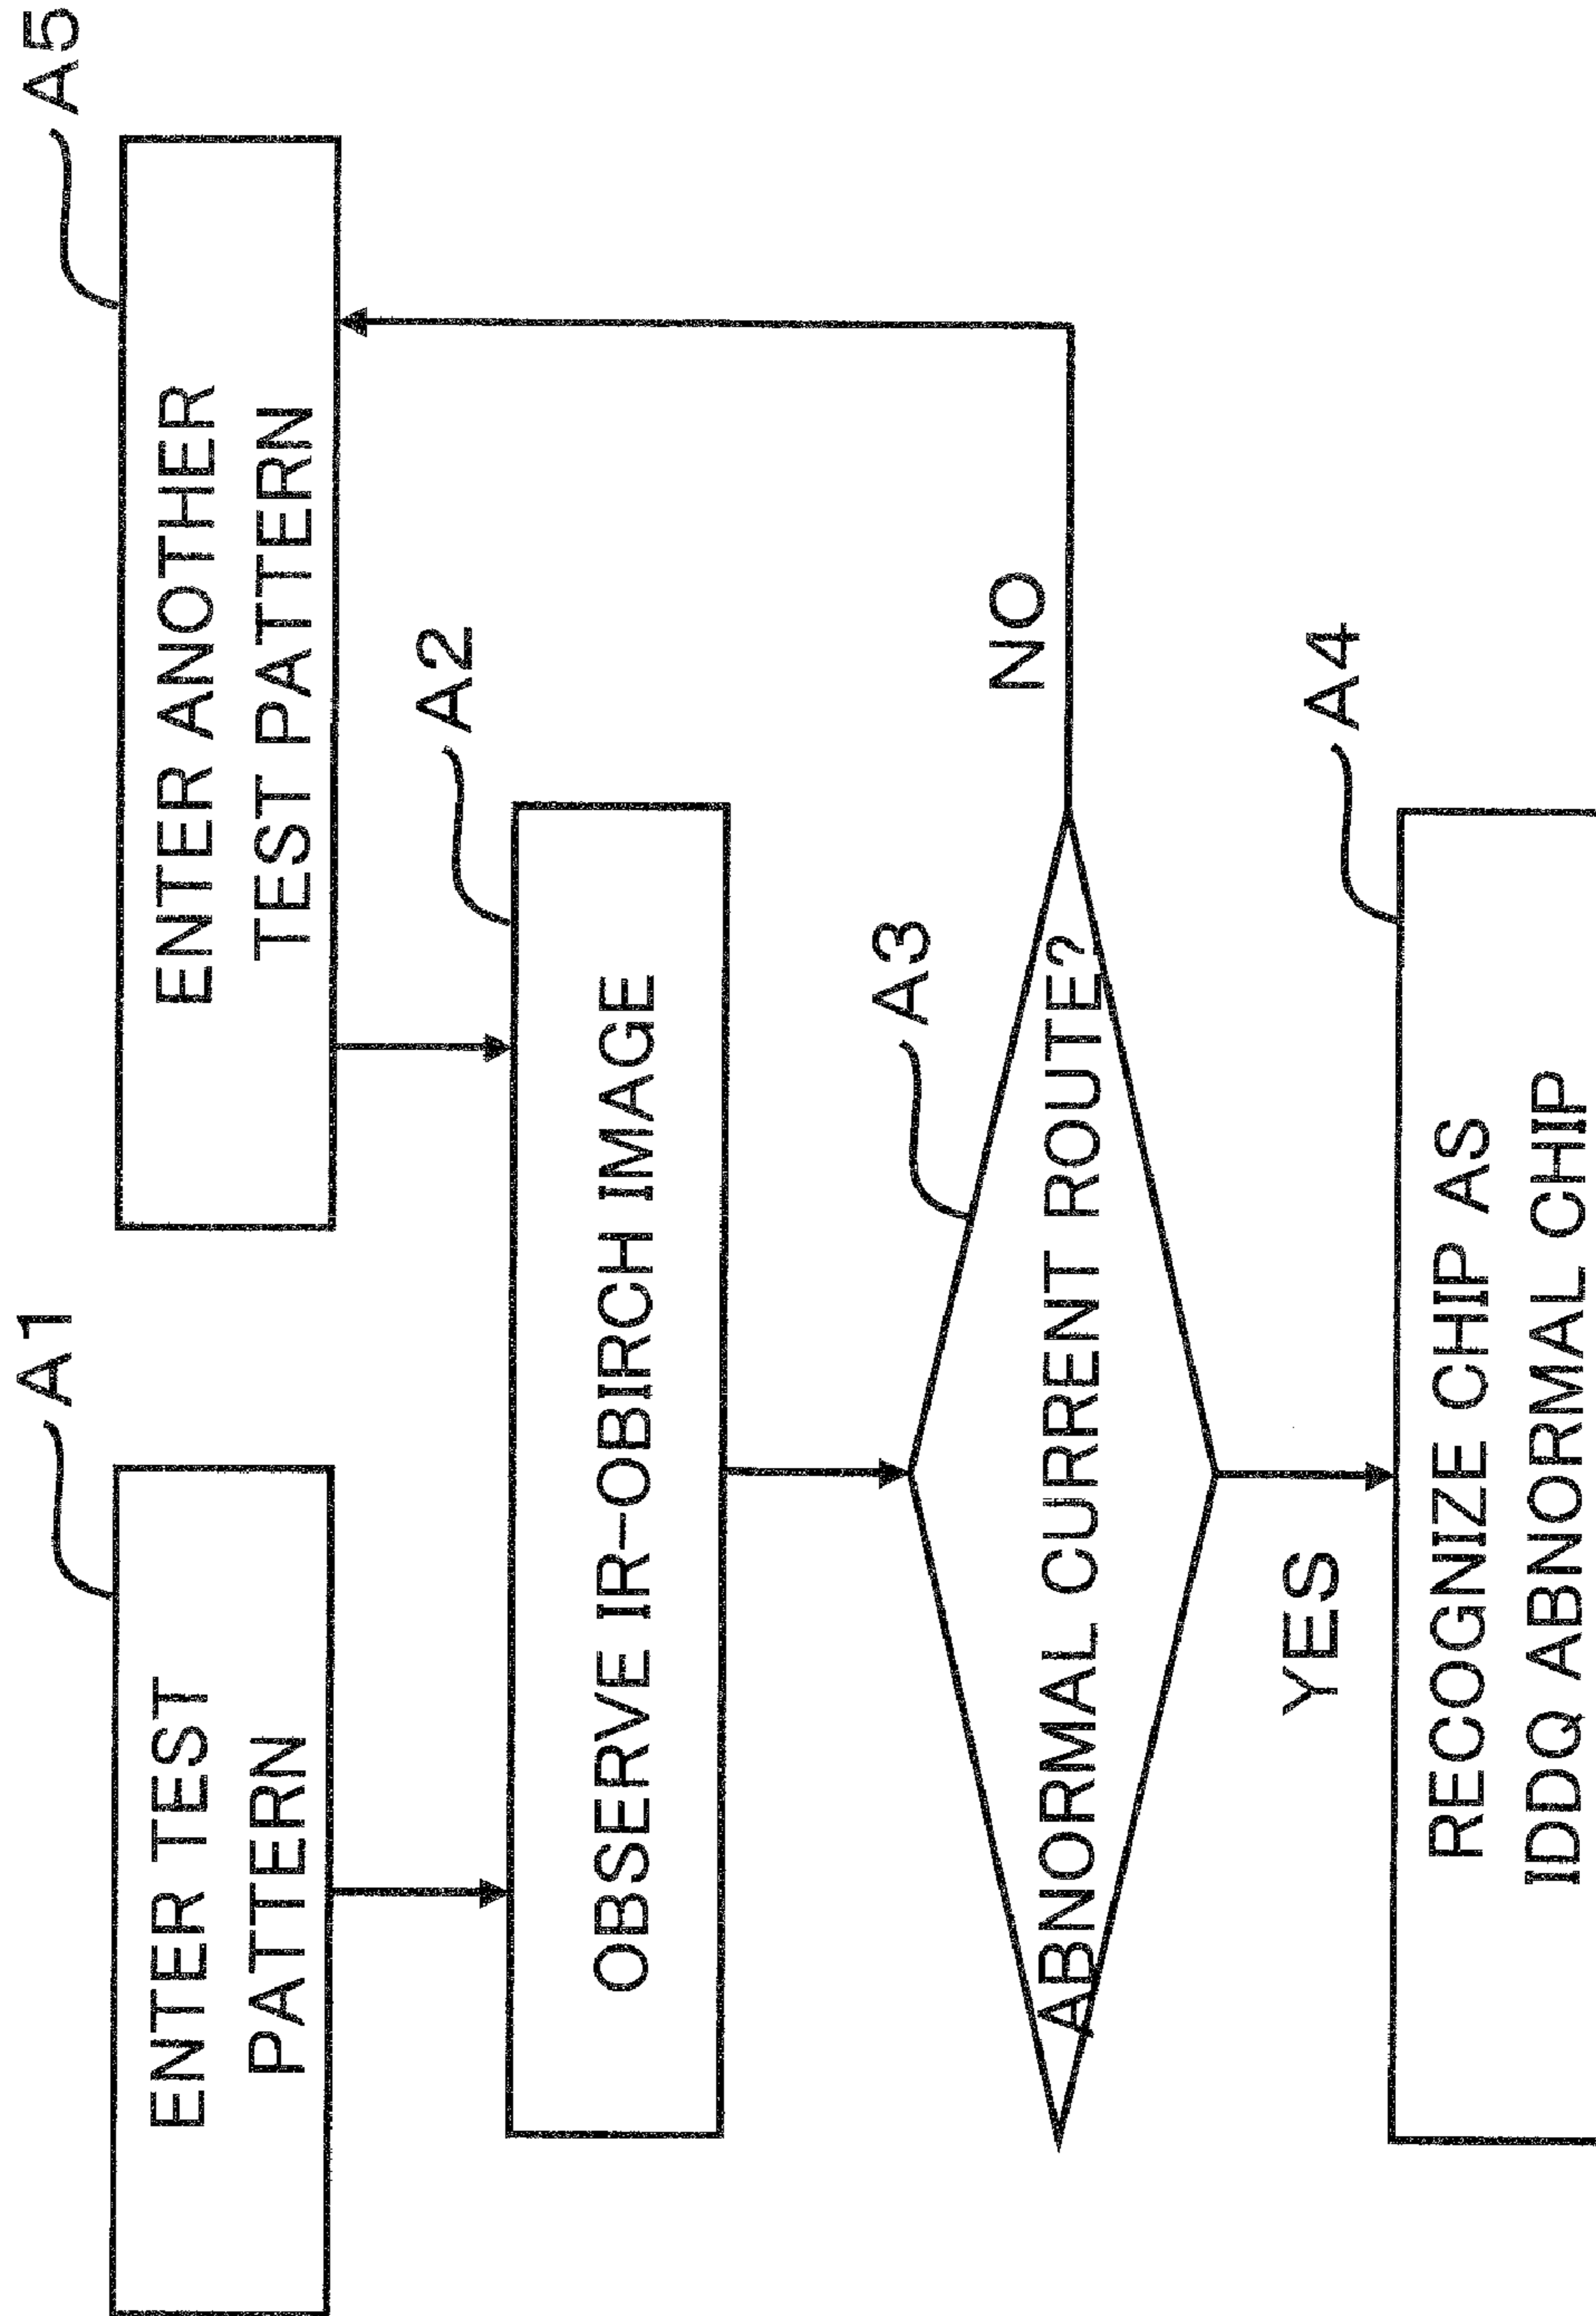 A1
ENTER TEST
PATTERN
A5
ENTER ANOTHER
TEST PATTERN
A2
OBSERVE IR-OBIRCH IMAGE
A3
ABNORMAL CURRENT ROUTE?
NO
YES
A4
RECOGNIZE CHIP AS
IDDQ ABNORMAL CHIP